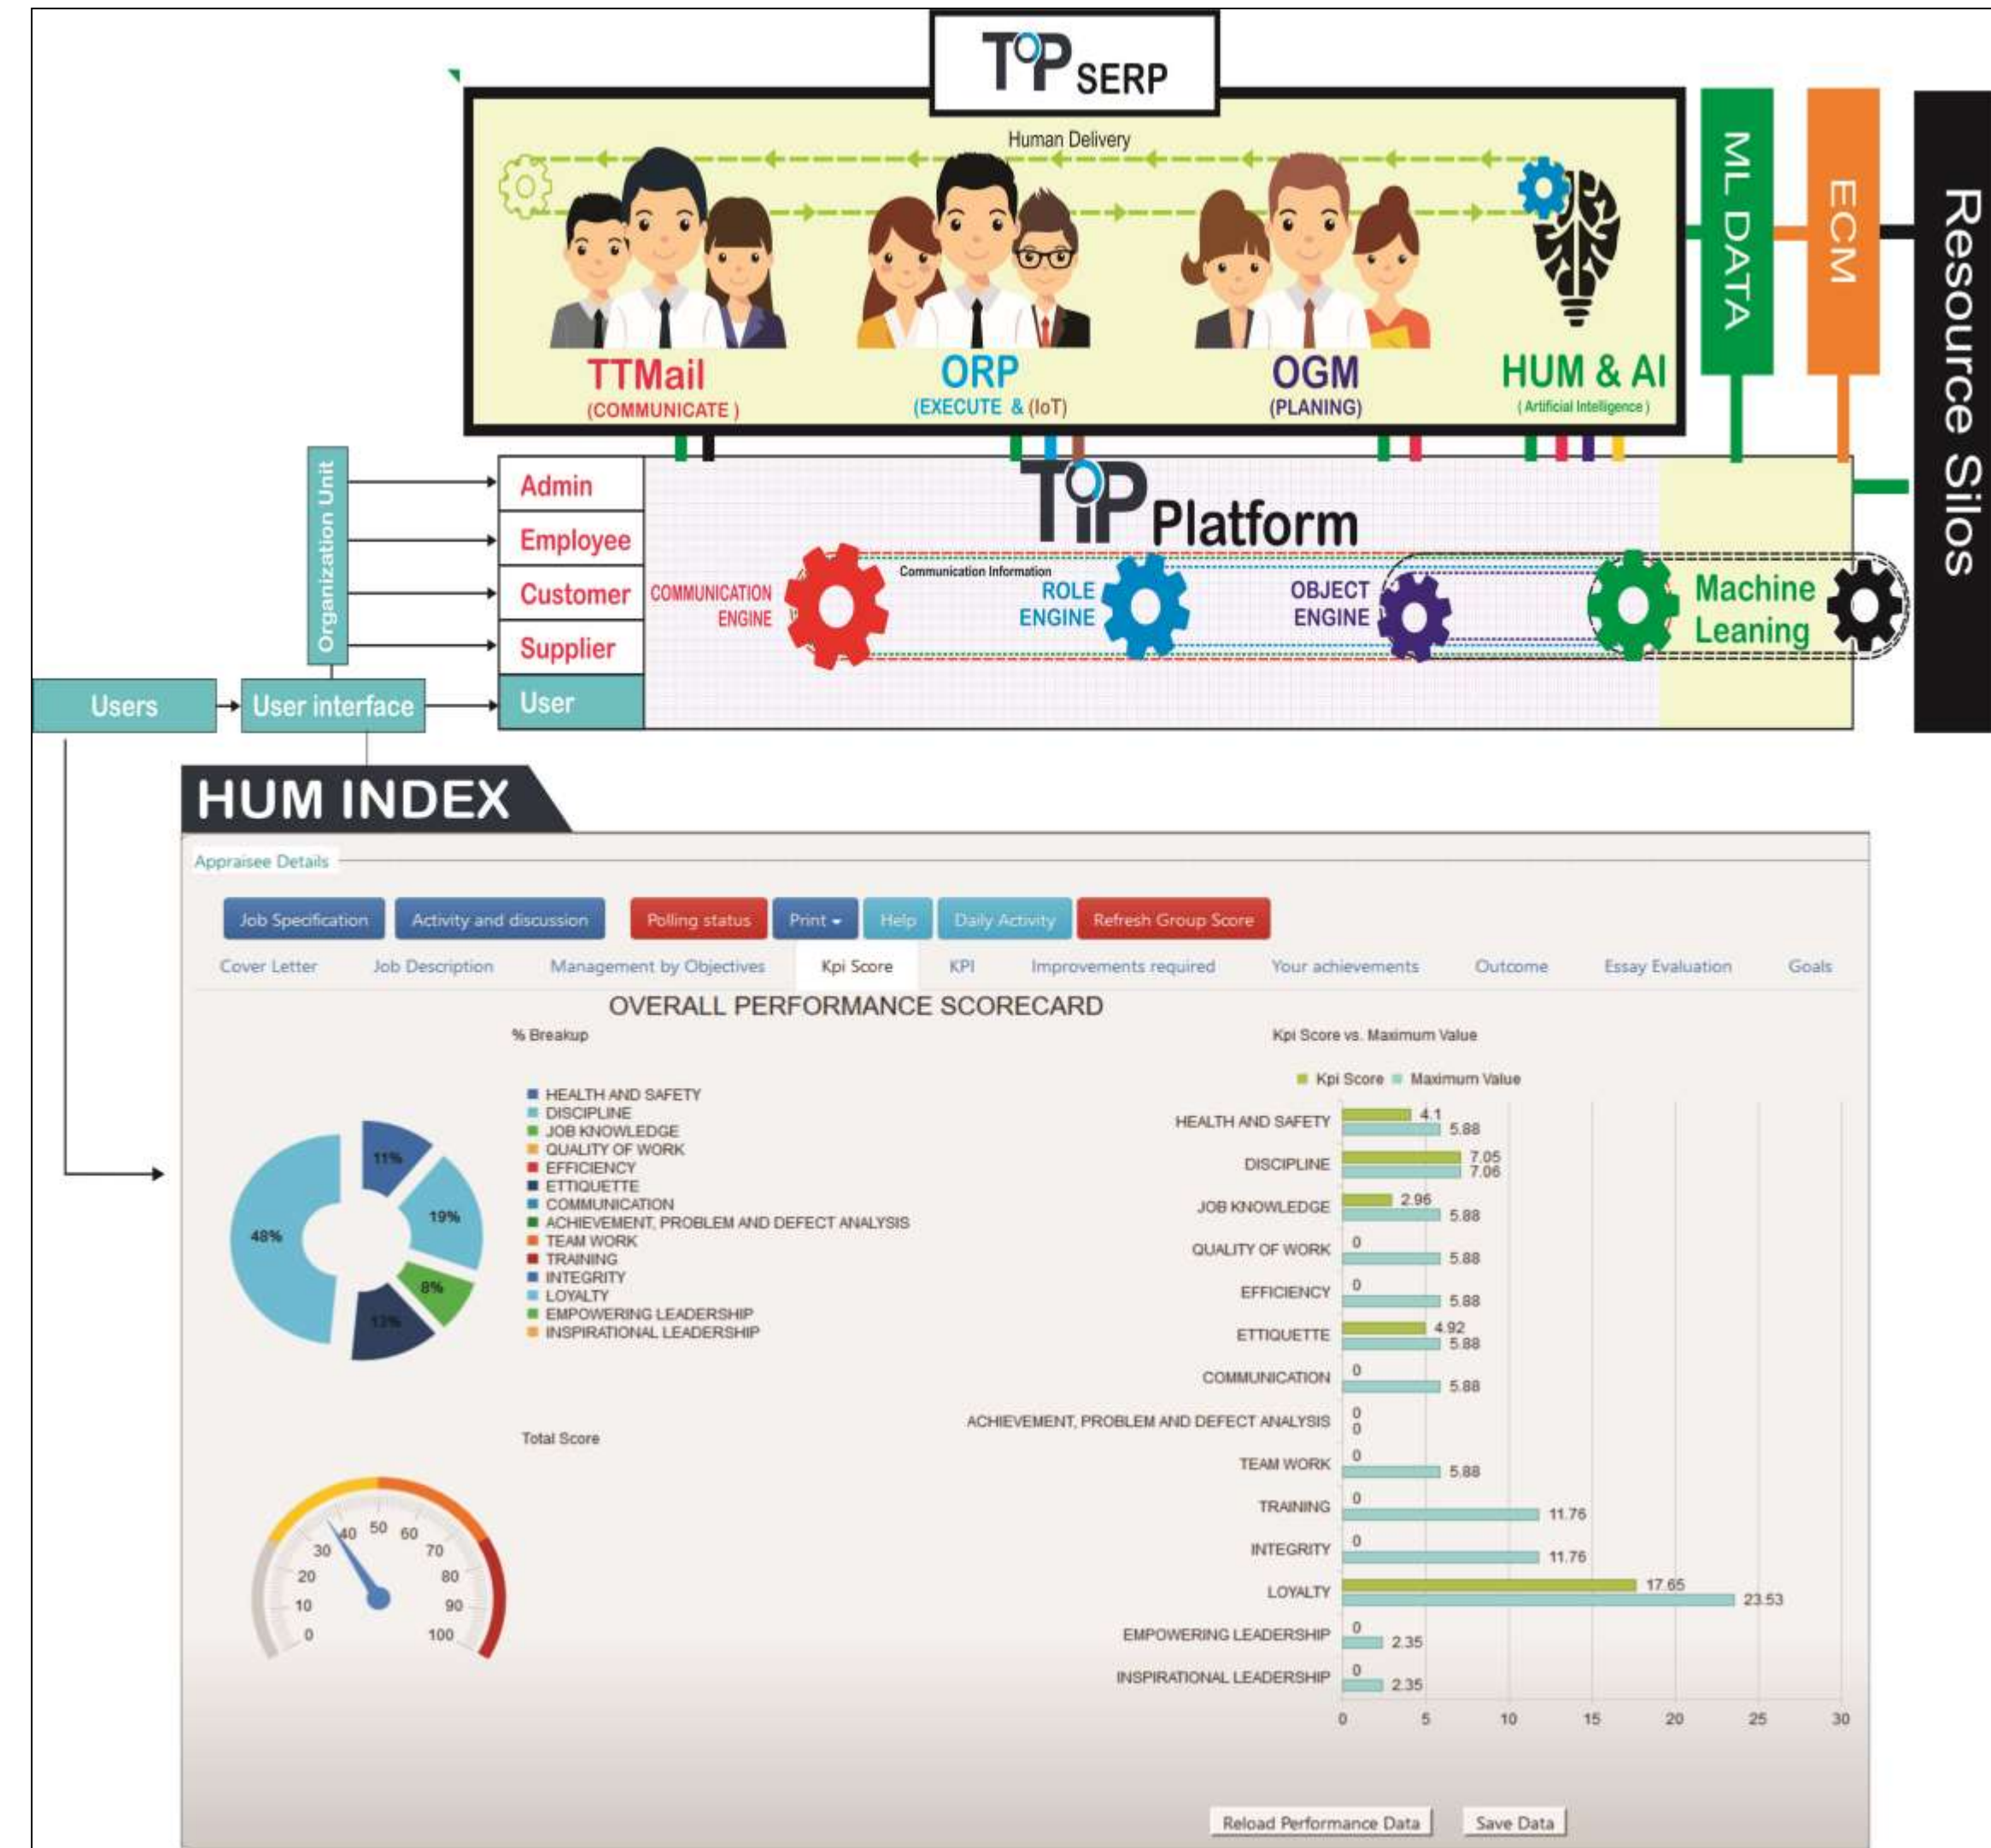 TOP SERP
Human Delivery
TTMail
(COMMUNICATE )
ORP
(EXECUTE & (IoT)
OGM
(PLANING)
HUM & AI
( Artificial Intelligence )
ML DATA
ECM
Resource Silos
Organization Unit
Admin
Employee
Customer
Supplier
User
Users
User interface
TiP Platform
COMMUNICATION
ENGINE
Communication Information
ROLE
ENGINE
OBJECT
ENGINE
Machine
Leaning
HUM INDEX
Appraisee Details
Job Specification Activity and discussion Polling status Print Help Daily Activity Refresh Group Score
Cover Letter Job Description Management by Objectives Kpi Score KPI Improvements required Your achievements Outcome Essay Evaluation Goals
OVERALL PERFORMANCE SCORECARD
% Breakup
11%
19%
8%
13%
48%
HEALTH AND SAFETY
DISCIPLINE
JOB KNOWLEDGE
QUALITY OF WORK
EFFICIENCY
ETTIQUETTE
COMMUNICATION
ACHIEVEMENT, PROBLEM AND DEFECT ANALYSIS
TEAM WORK
TRAINING
INTEGRITY
LOYALTY
EMPOWERING LEADERSHIP
INSPIRATIONAL LEADERSHIP
Total Score
0
10
20
30
40
50
60
70
80
90
100
Kpi Score vs. Maximum Value
Kpi Score Maximum Value
HEALTH AND SAFETY 4.1
5.88
DISCIPLINE 7.05
7.06
JOB KNOWLEDGE 2.96
5.88
QUALITY OF WORK 0
5.88
EFFICIENCY 0
5.88
ETTIQUETTE 4.92
5.88
COMMUNICATION 0
5.88
ACHIEVEMENT, PROBLEM AND DEFECT ANALYSIS 0
0
TEAM WORK 0
5.88
TRAINING 0
11.76
INTEGRITY 0
11.76
LOYALTY 17.65
23.53
EMPOWERING LEADERSHIP 0
2.35
INSPIRATIONAL LEADERSHIP 0
2.35
0 5 10 15 20 25 30
Reload Performance Data Save Data